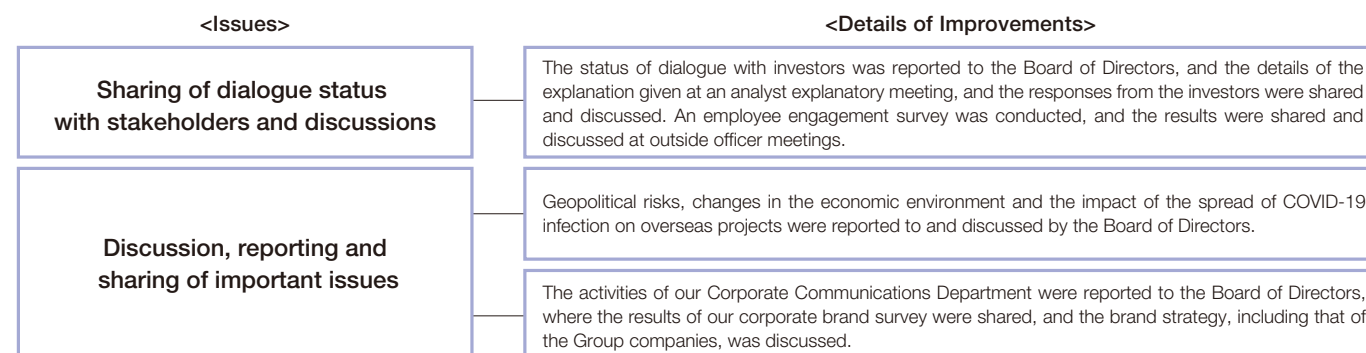 <Issues>
<Details of Improvements>
Sharing of dialogue status
with stakeholders and discussions
The status of dialogue with investors was reported to the Board of Directors, and the details of the
explanation given at an analyst explanatory meeting, and the responses from the investors were shared
and discussed. An employee engagement survey was conducted, and the results were shared and
discussed at outside officer meetings.
Discussion, reporting and
sharing of important issues
Geopolitical risks, changes in the economic environment and the impact of the spread of COVID-19
infection on overseas projects were reported to and discussed by the Board of Directors.
The activities of our Corporate Communications Department were reported to the Board of Directors,
where the results of our corporate brand survey were shared, and the brand strategy, including that of
the Group companies, was discussed.